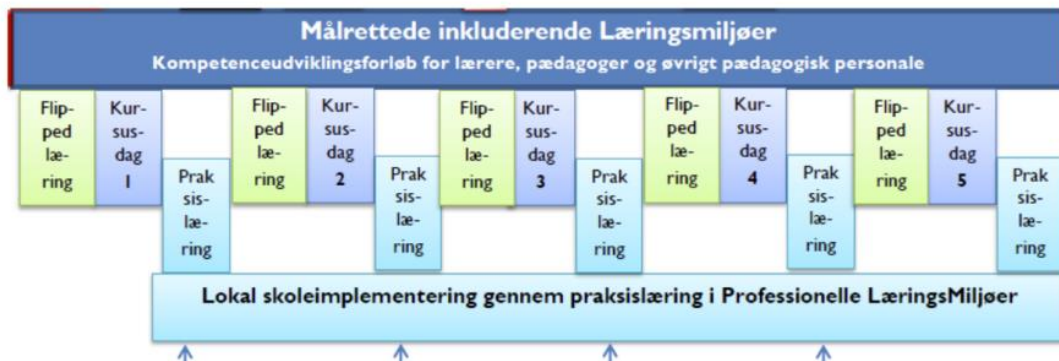 Målrettede inkluderende Læringsmiljøer
Kompetenceudviklingsforløb for lærere, pædagoger og øvrigt pædagogisk personale
Flip-
ped
læ-
ring
Kur-
sus-
dag
1
Prak
sis-
læ-
ring
Flip-
ped
læ-
ring
Kur-
sus-
dag
2
Prak
sis-
læ-
ring
Flip-
ped
læ-
ring
Kur-
sus-
dag
3
Prak
sis-
læ-
ring
Flip-
ped
læ-
ring
Kur-
sus-
dag
4
Prak
sis-
læ-
ring
Flip-
ped
læ-
ring
Kur-
sus-
dag
5
Prak
sis-
læ-
ring
Lokal skoleimplementering gennem praksislæring i Professionelle LæringsMiljøer